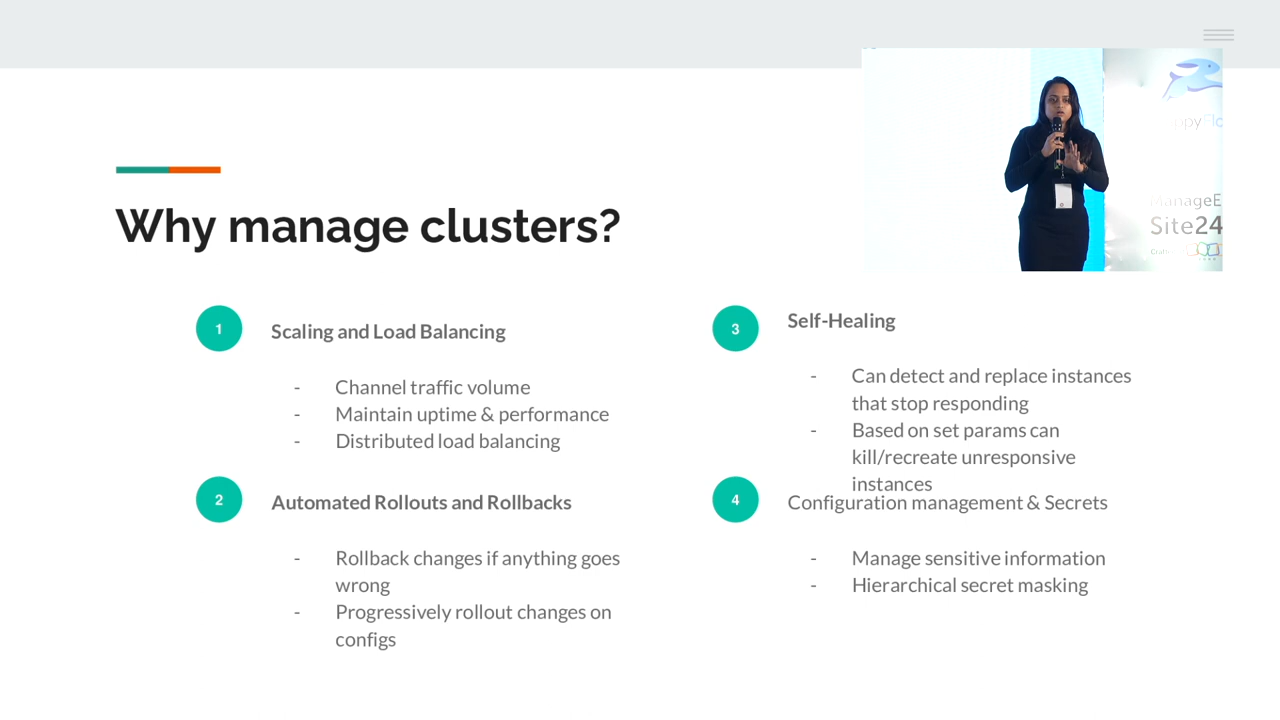 Why manage clusters?
1
Scaling and Load Balancing
- Channel traffic volume
- Maintain uptime & performance
- Distributed load balancing
2
Automated Rollouts and Rollbacks
- Rollback changes if anything goes
wrong
- Progressively rollout changes on
configs
3
Self-Healing
- Can detect and replace instances
that stop responding
- Based on set params can
kill/recreate unresponsive
instances
4
Configuration management & Secrets
- Manage sensitive information
- Hierarchical secret masking
ppyFlo
ManageE
Site24